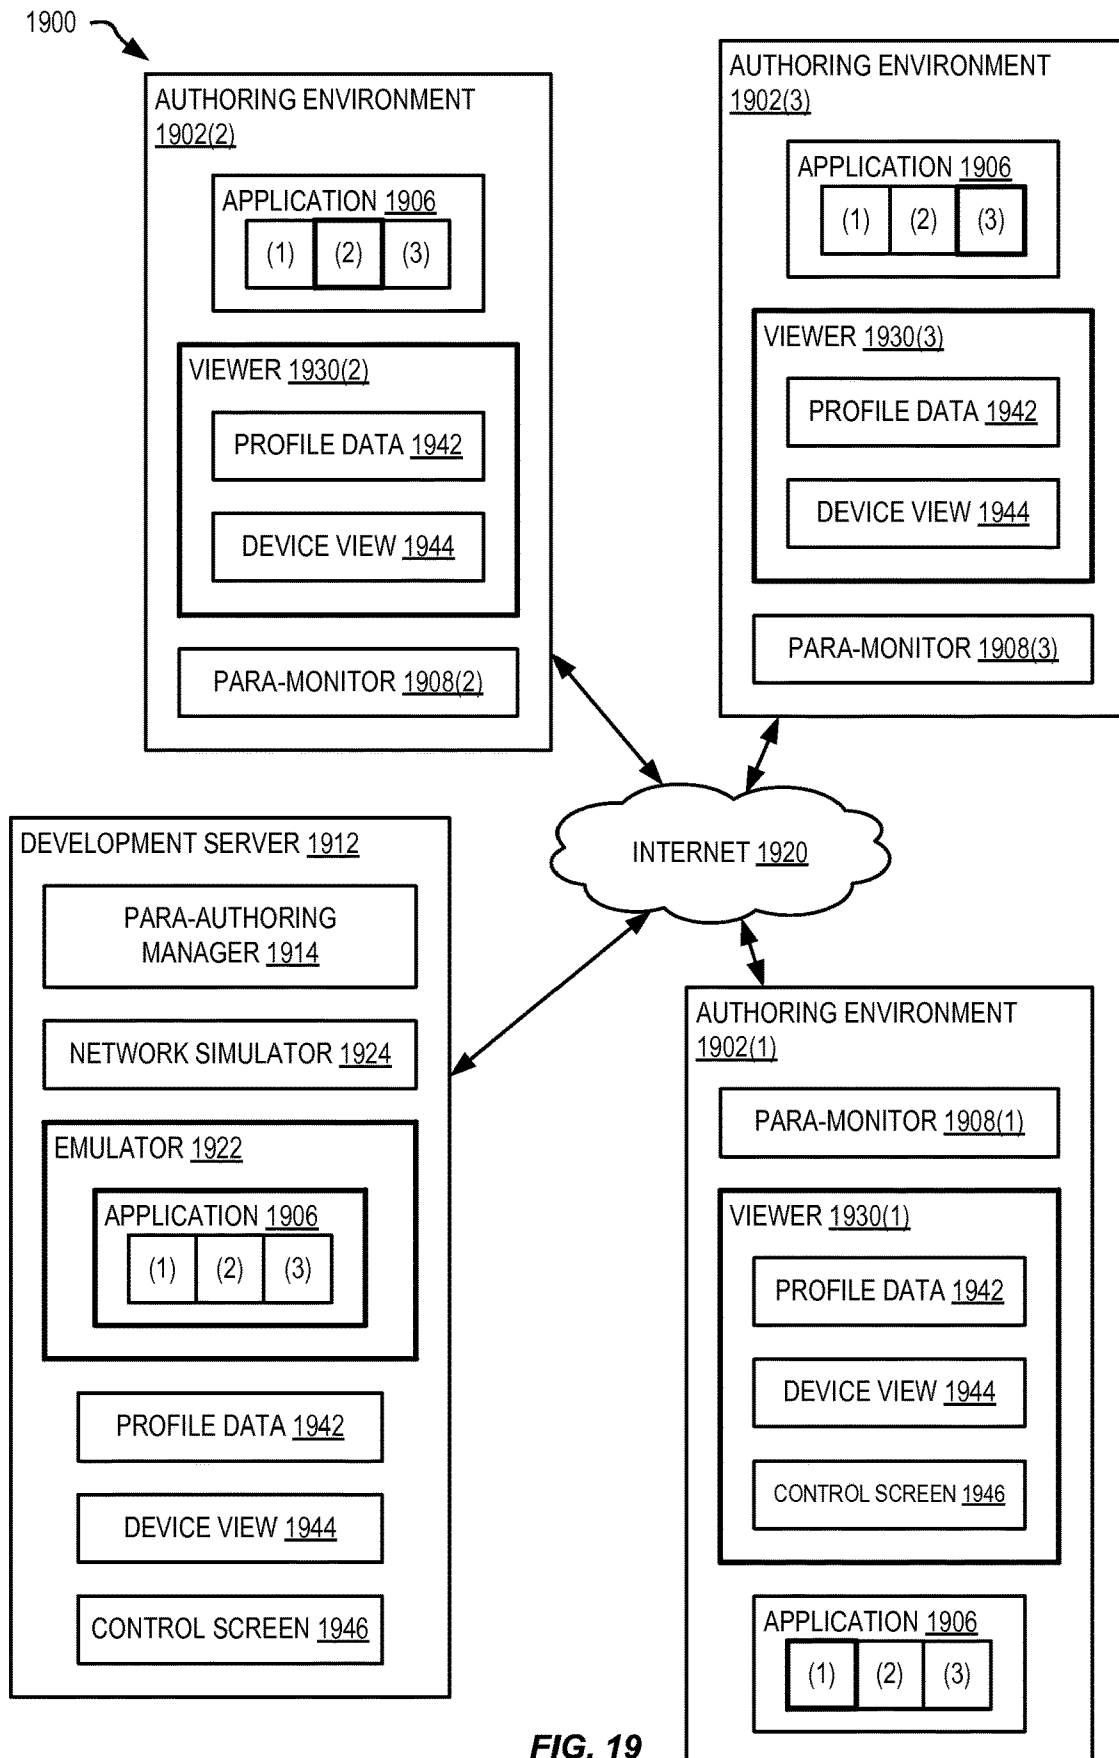 1900
AUTHORING ENVIRONMENT
1902(2)
APPLICATION 1906
(1) (2) (3)
VIEWER 1930(2)
PROFILE DATA 1942
DEVICE VIEW 1944
PARA-MONITOR 1908(2)
AUTHORING ENVIRONMENT
1902(3)
APPLICATION 1906
(1) (2) (3)
VIEWER 1930(3)
PROFILE DATA 1942
DEVICE VIEW 1944
PARA-MONITOR 1908(3)
INTERNET 1920
DEVELOPMENT SERVER 1912
PARA-AUTHORING
MANAGER 1914
NETWORK SIMULATOR 1924
EMULATOR 1922
APPLICATION 1906
(1) (2) (3)
PROFILE DATA 1942
DEVICE VIEW 1944
CONTROL SCREEN 1946
AUTHORING ENVIRONMENT
1902(1)
PARA-MONITOR 1908(1)
VIEWER 1930(1)
PROFILE DATA 1942
DEVICE VIEW 1944
CONTROL SCREEN 1946
APPLICATION 1906
(1) (2) (3)
FIG. 19